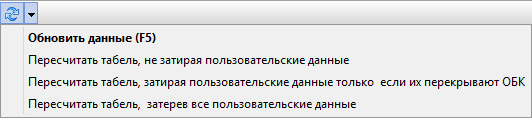 Обновить данные (F5)
Пересчитать табель, не затирая пользовательские данные
Пересчитать табель, затирая пользовательские данные только  если их перекрывают ОБК
Пересчитать табель,  затерев все пользовательские данные